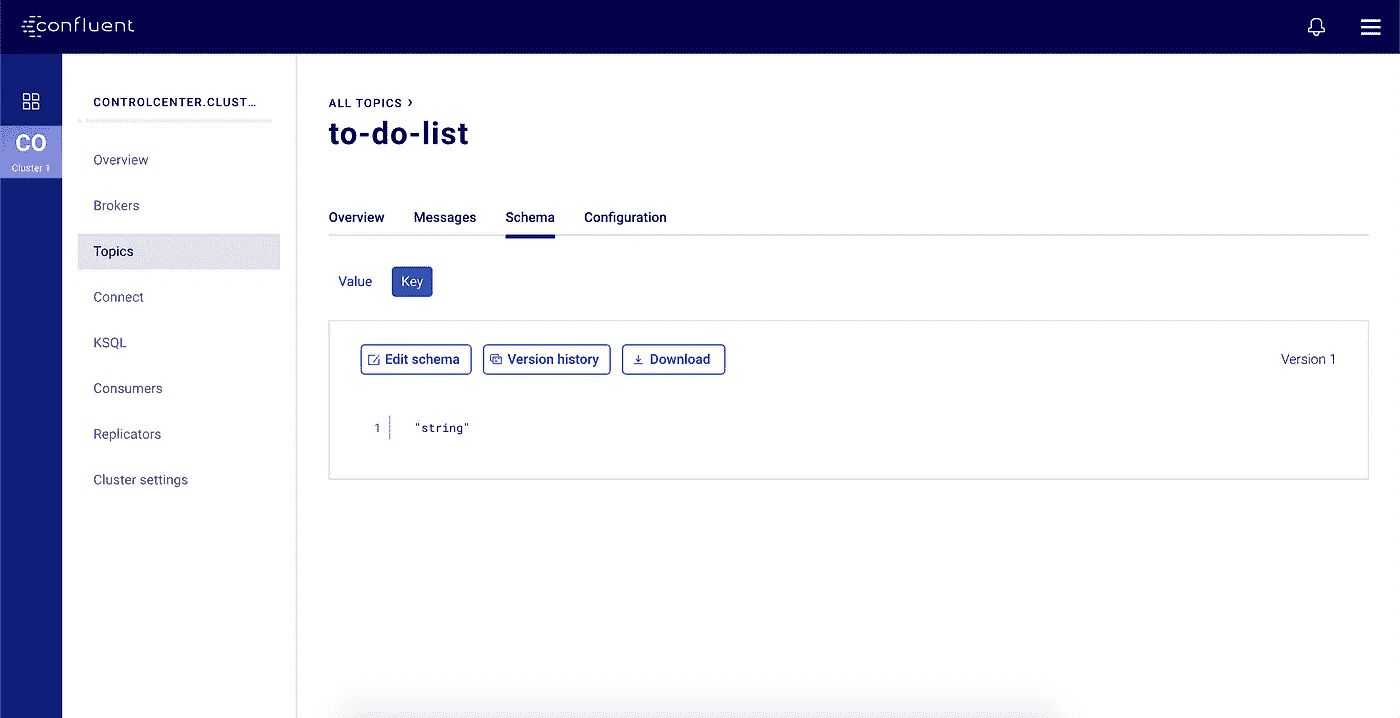 confluent
CO
Cluster 1
CONTROLCENTER.CLUST...
Overview
Brokers
Topics
Connect
KSQL
Consumers
Replicators
Cluster settings
ALL TOPICS ›
to-do-list
Overview Messages Schema Configuration
Value Key
Edit schema Version history Download Version 1
1 "string"